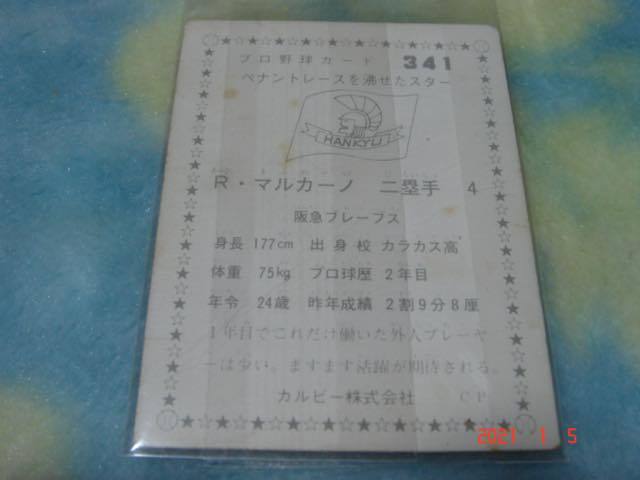 プロ野球カード 341
ペナントレースを沸せたスター
HANKYU
R・マルカーノ 二塁手 4
阪急ブレーブス
身長 177cm 出身校 カラカス高
体重 75kg プロ球歴 2年目
年令 24歳 昨年成績 2割9分8厘
1年目でこれだけ働いた外人プレーヤ
ーは少い。ますます活躍が期待される。
カルビー株式会社 CP
2021 1 5